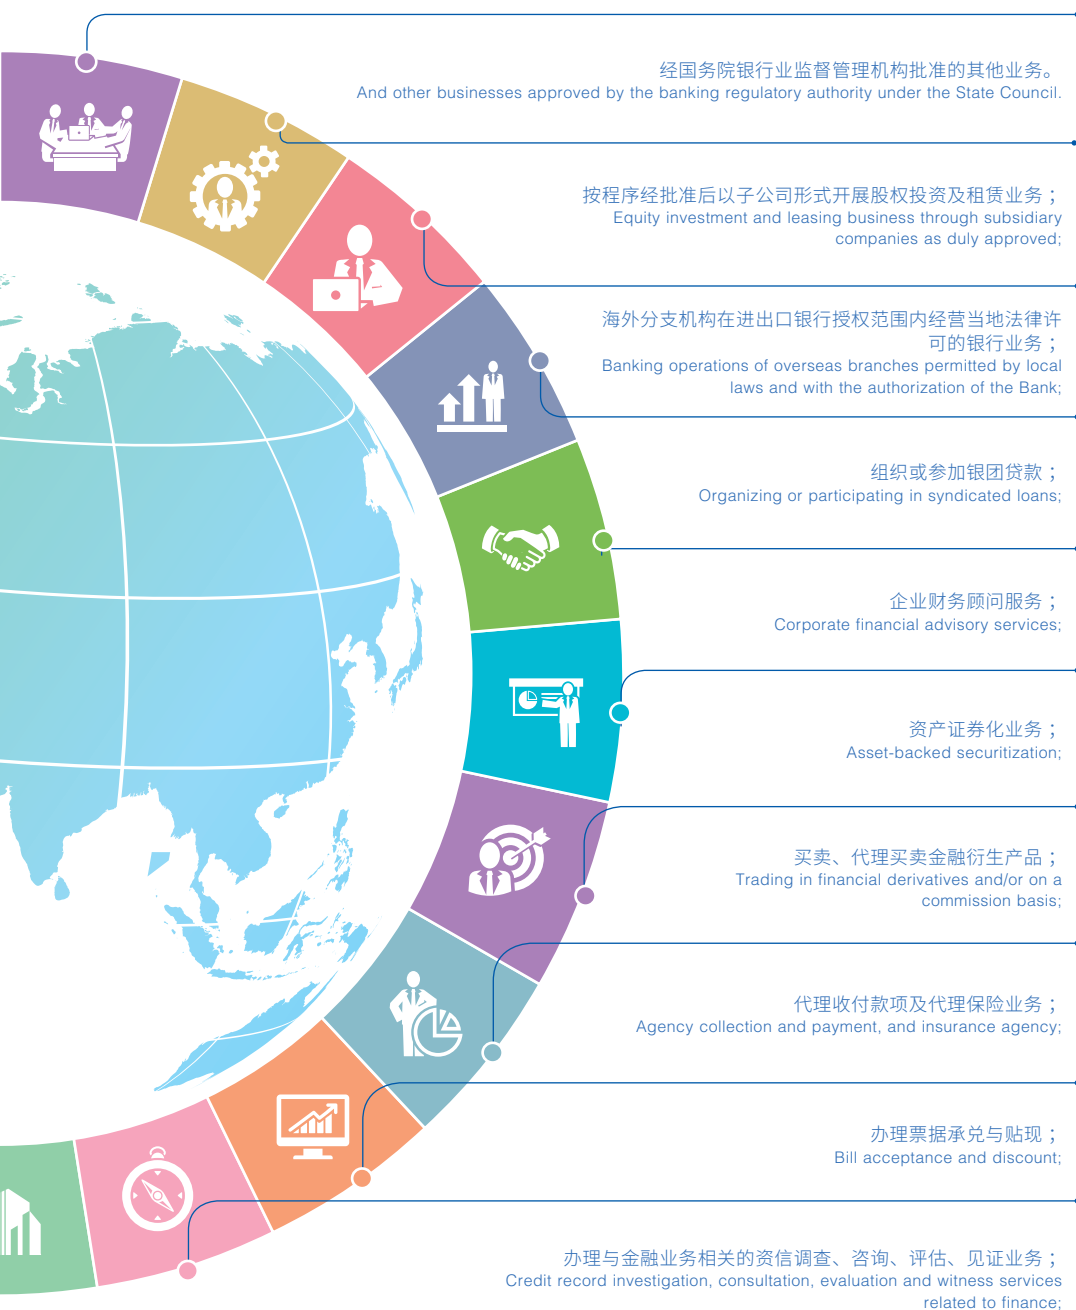 经国务院银行业监督管理机构批准的其他业务。
And other businesses approved by the banking regulatory authority under the State Council.
按程序经批准后以子公司形式开展股权投资及租赁业务；
Equity investment and leasing business through subsidiary
companies as duly approved;
海外分支机构在进出口银行授权范围内经营当地法律许
可的银行业务；
Banking operations of overseas branches permitted by local
laws and with the authorization of the Bank;
组织或参加银团贷款；
Organizing or participating in syndicated loans;
企业财务顾问服务；
Corporate financial advisory services;
资产证券化业务；
Asset-backed securitization;
买卖、代理买卖金融衍生产品；
Trading in financial derivatives and/or on a
commission basis;
代理收付款项及代理保险业务；
Agency collection and payment, and insurance agency;
办理票据承兑与贴现；
Bill acceptance and discount;
办理与金融业务相关的资信调查、咨询、评估、见证业务；
Credit record investigation, consultation, evaluation and witness services
related to finance;